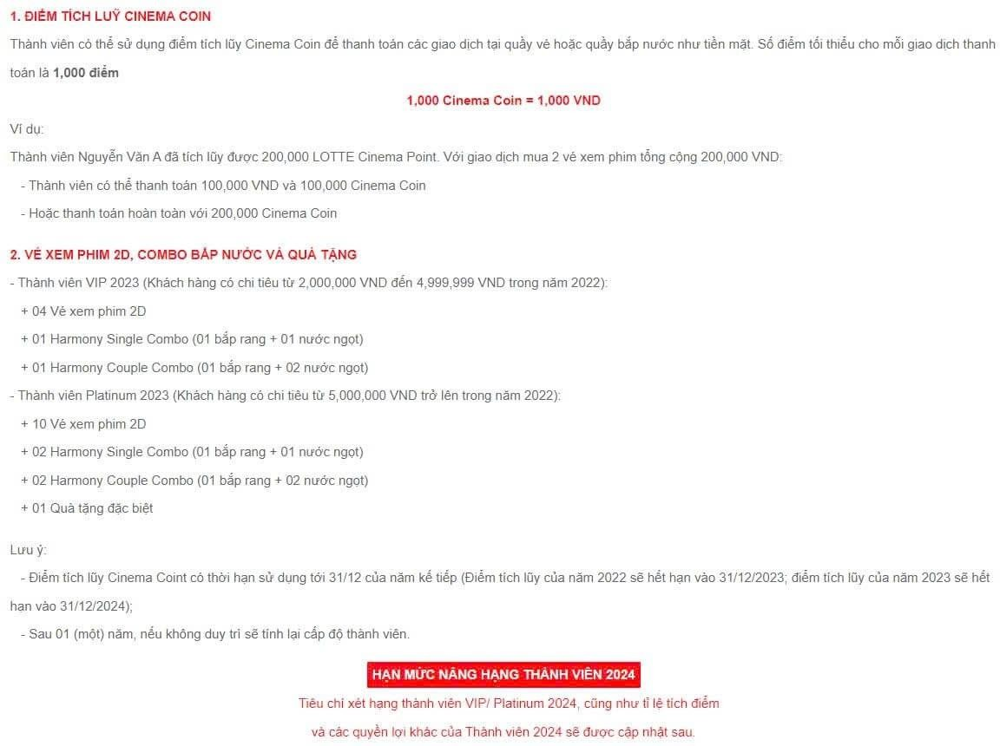 1. ĐIỂM TÍCH LUỸ CINEMA COIN
Thành viên có thể sử dụng điểm tích lũy Cinema Coin để thanh toán các giao dịch tại quầy vé hoặc quầy bắp nước như tiền mặt. Số điểm tối thiểu cho mỗi giao dịch thanh
toán là 1,000 điểm
1,000 Cinema Coin = 1,000 VND
Ví dụ:
Thành viên Nguyễn Văn A đã tích lũy được 200,000 LOTTE Cinema Point. Với giao dịch mua 2 vé xem phim tổng cộng 200,000 VND:
- Thành viên có thể thanh toán 100,000 VND và 100,000 Cinema Coin
- Hoặc thanh toán hoàn toàn với 200,000 Cinema Coin
2. VÉ XEM PHIM 2D, COMBO BẮP NƯỚC VÀ QUÀ TẶNG
- Thành viên VIP 2023 (Khách hàng có chi tiêu từ 2,000,000 VND đến 4,999,999 VND trong năm 2022):
+ 04 Vé xem phim 2D
+ 01 Harmony Single Combo (01 bắp rang + 01 nước ngọt)
+ 01 Harmony Couple Combo (01 bắp rang + 02 nước ngọt)
- Thành viên Platinum 2023 (Khách hàng có chi tiêu từ 5,000,000 VND trở lên trong năm 2022):
+ 10 Vé xem phim 2D
+ 02 Harmony Single Combo (01 bắp rang + 01 nước ngọt)
+ 02 Harmony Couple Combo (01 bắp rang + 02 nước ngọt)
+ 01 Quà tặng đặc biệt
Lưu ý:
- Điểm tích lũy Cinema Coint có thời hạn sử dụng tới 31/12 của năm kế tiếp (Điểm tích lũy của năm 2022 sẽ hết hạn vào 31/12/2023; điểm tích lũy của năm 2023 sẽ hết
hạn vào 31/12/2024);
- Sau 01 (một) năm, nếu không duy trì sẽ tính lại cấp độ thành viên.
HẠN MỨC NÂNG HẠNG THÀNH VIÊN 2024
Tiêu chí xét hạng thành viên VIP/ Platinum 2024, cũng như tỉ lệ tích điểm
và các quyền lợi khác của Thành viên 2024 sẽ được cập nhật sau.